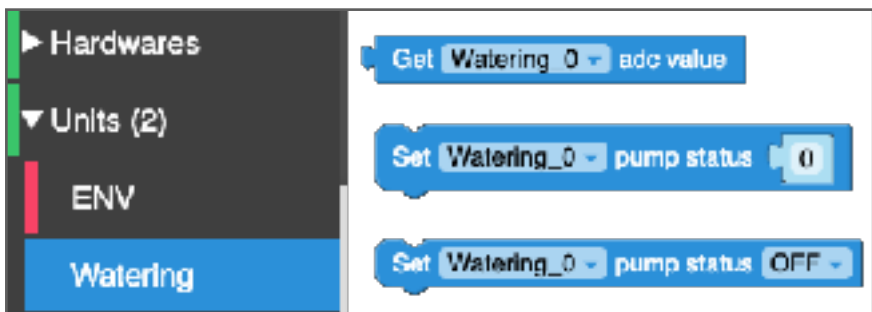 Hardwares
Units (2)
ENV
Watering
Get Watering_0 adc value
Set Watering_0 pump status 0
Set Watering_0 pump status OFF